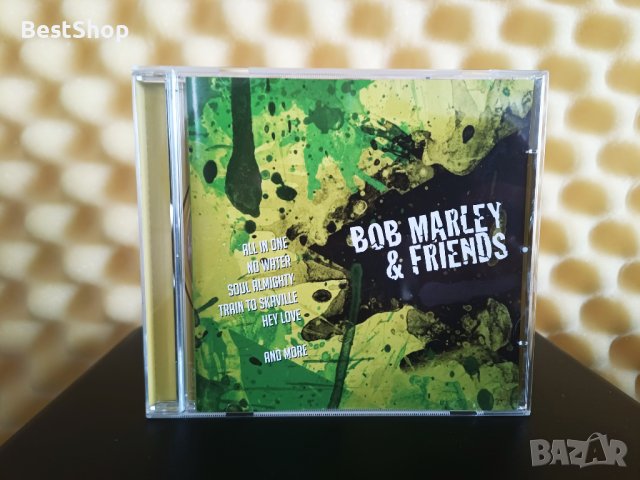 BestShop
BOB MARLEY
& FRIENDS
ALL IN ONE
NO WATER
SOUL ALMIGHTY
TRAIN TO SKAVILLE
HEY LOVE
AND MORE
BAZAR